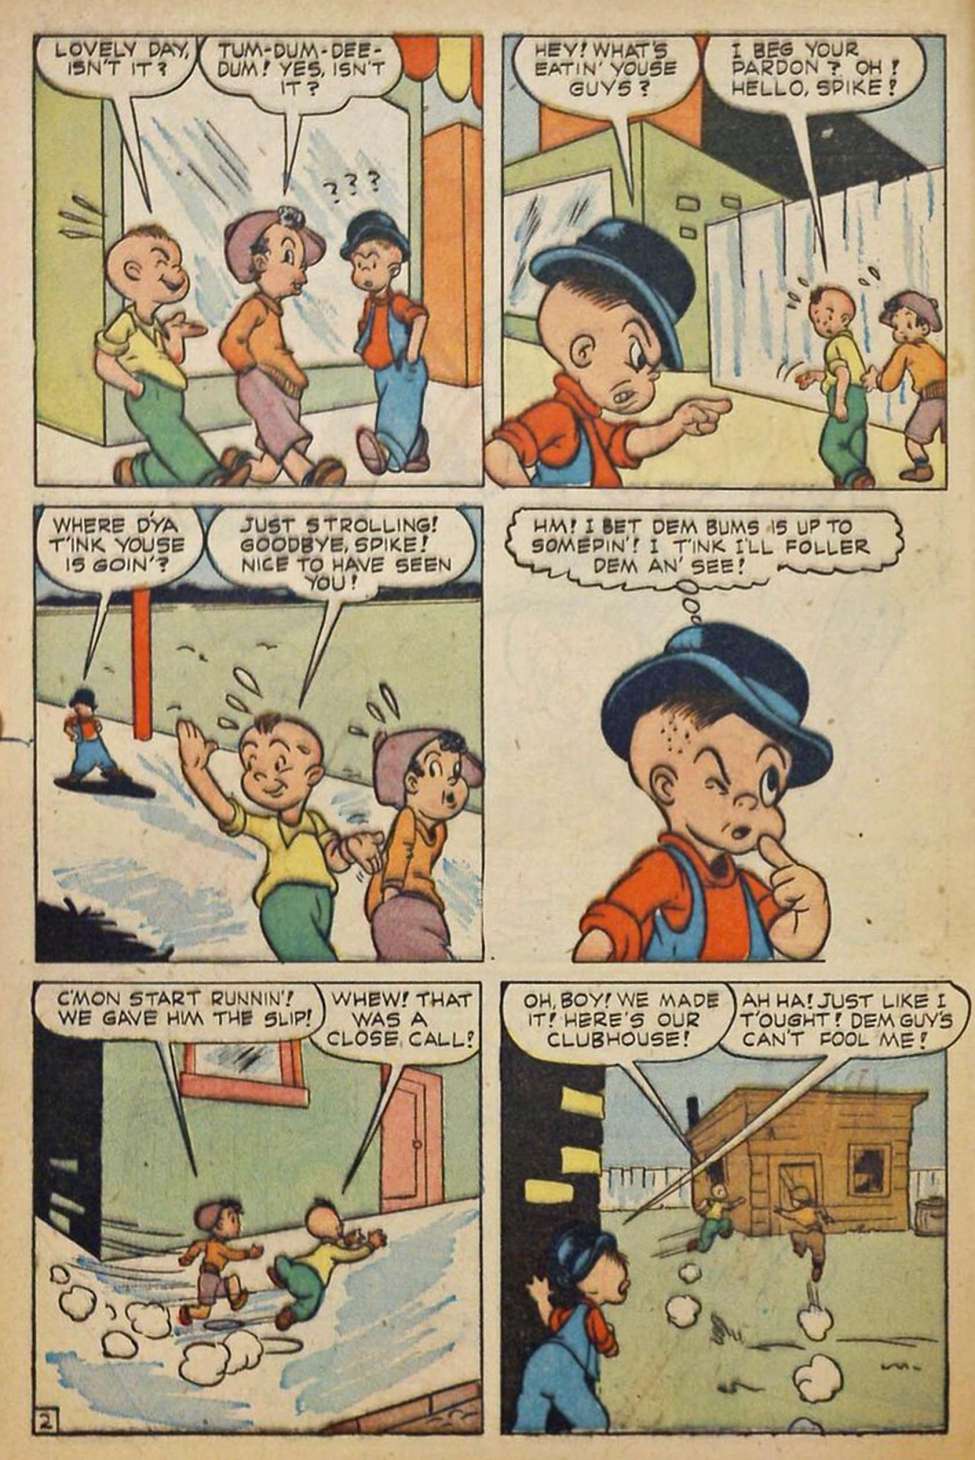 LOVELY DAY,
ISN'T IT?
TUM-DUM-DEE-
DUM! YES, ISN'T
IT?
???
HEY! WHAT'S
EATIN' YOUSE
GUYS?
I BEG YOUR
PARDON? OH!
HELLO, SPIKE!
WHERE D'YA
T'INK YOUSE
IS GOIN'?
JUST STROLLING!
GOODBYE, SPIKE!
NICE TO HAVE SEEN
YOU!
HM! I BET DEM BUMS IS UP TO
SOMEPIN'! I T'INK I'LL FOLLER
DEM AN' SEE!
C'MON START RUNNIN'!
WE GAVE HIM THE SLIP!
WHEW! THAT
WAS A
CLOSE CALL!
OH, BOY! WE MADE
IT! HERE'S OUR
CLUBHOUSE!
AH HA! JUST LIKE I
T'OUGHT! DEM GUYS
CAN'T FOOL ME!
2